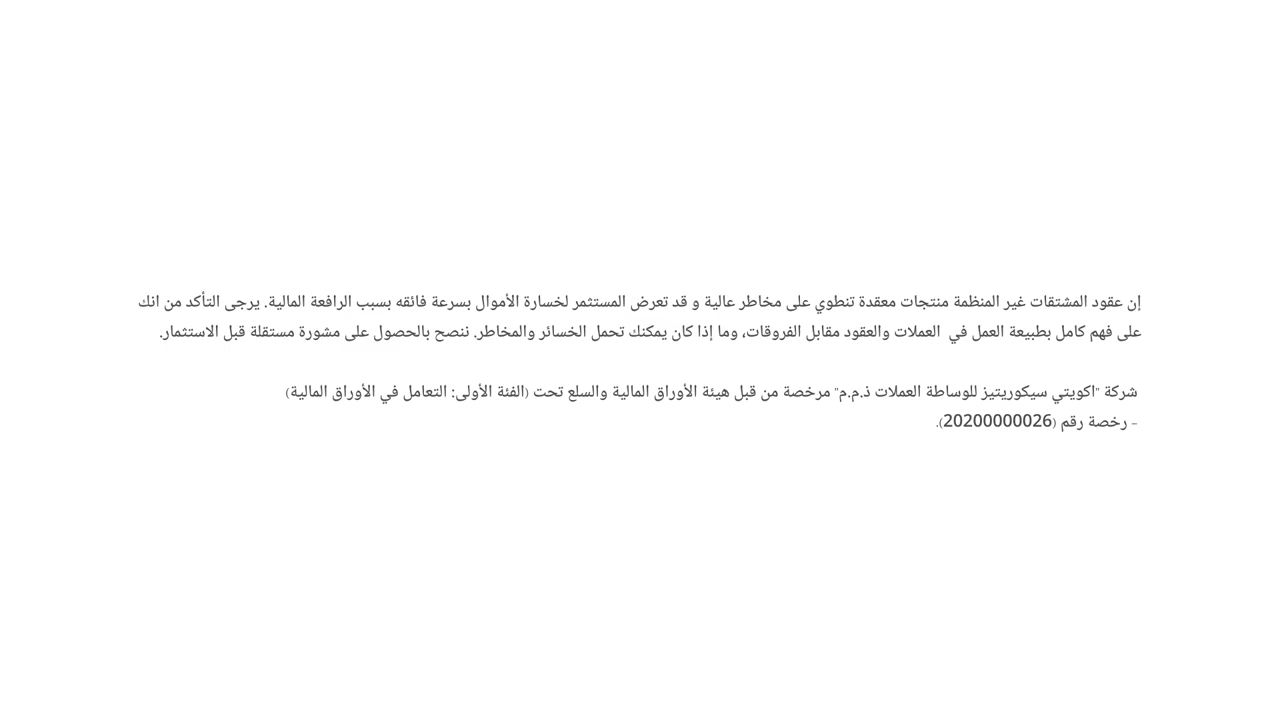 إن عقود المشتقات غير المنظمة منتجات معقدة تنطوي على مخاطر عالية و قد تعرض المستثمر لخسارة الأموال بسرعة فائقه بسبب الرافعة المالية. يرجى التأكد من انك
على فهم كامل بطبيعة العمل في العملات والعقود مقابل الفروقات، وما إذا كان يمكنك تحمل الخسائر والمخاطر. ننصح بالحصول على مشورة مستقلة قبل الاستثمار.
شركة "اكويتي سيكوريتيز للوساطة العملات ذ.م.م" مرخصة من قبل هيئة الأوراق المالية والسلع تحت (الفئة الأولى: التعامل في الأوراق المالية)
- رخصة رقم (20200000026).